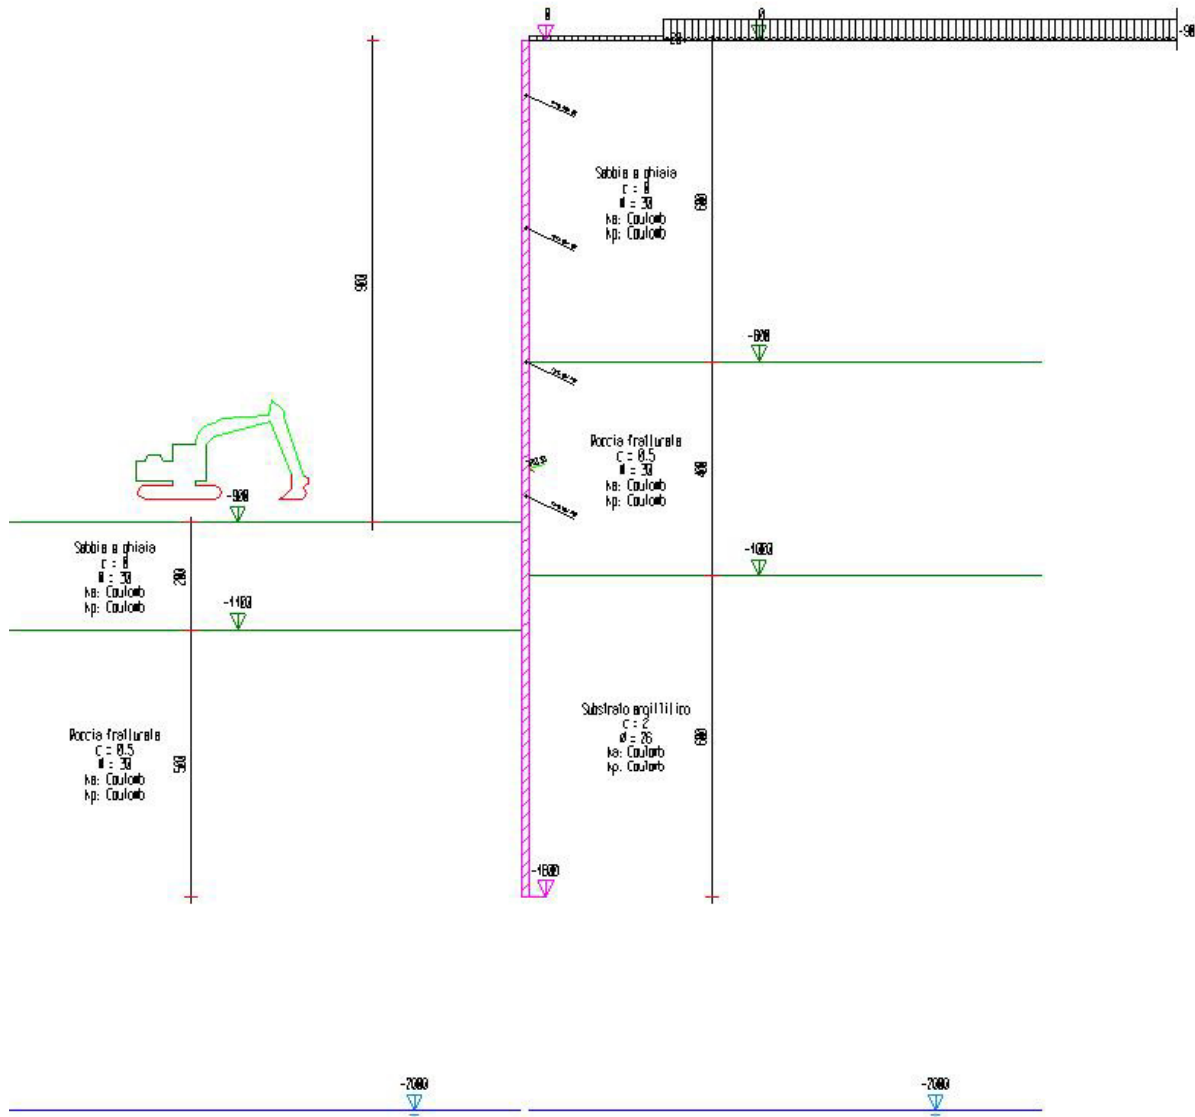 0
0
-90
20
Sabbia e ghiaia
c = 0
Ø = 30
ka: Coulomb
kp: Coulomb
600
900
-600
Roccia fratturata
c = 0.5
Ø = 30
ka: Coulomb
kp: Coulomb
400
-900
-1000
Sabbia e ghiaia
c = 0
Ø = 30
ka: Coulomb
kp: Coulomb
200
-1100
Substrato argillitico
c = 2
Ø = 26
ka: Coulomb
kp: Coulomb
600
Roccia fratturata
c = 0.5
Ø = 30
ka: Coulomb
kp: Coulomb
500
-1600
-2000
-2000